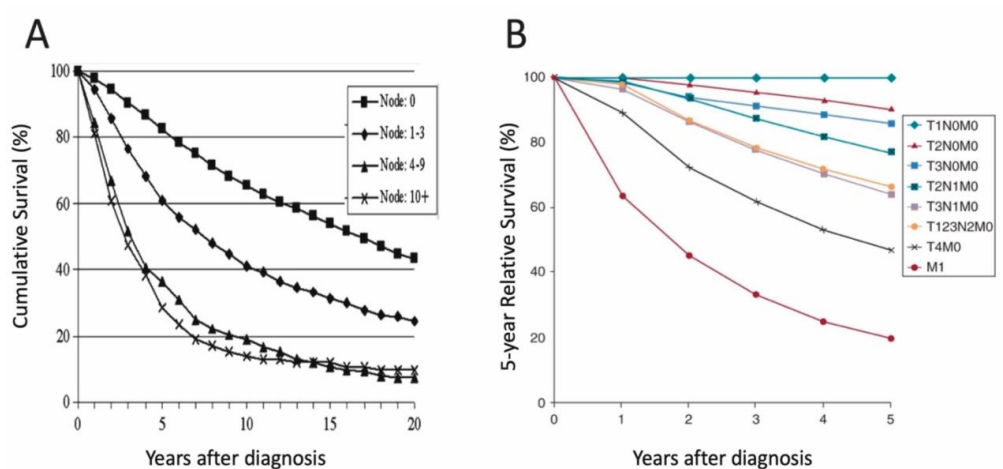 A
Cumulative Surival (%)
100
80
60
40
20
0
0
5
10
15
20
Years after diagnosis
Node: 0
Node: 1-3
Node: 4-9
Node: 10+
B
5-year Relative Survival (%)
100
80
60
40
20
0
0
1
2
3
4
5
Years after diagnosis
T1N0M0
T2N0M0
T3N0M0
T2N1M0
T3N1M0
T123N2M0
T4M0
M1